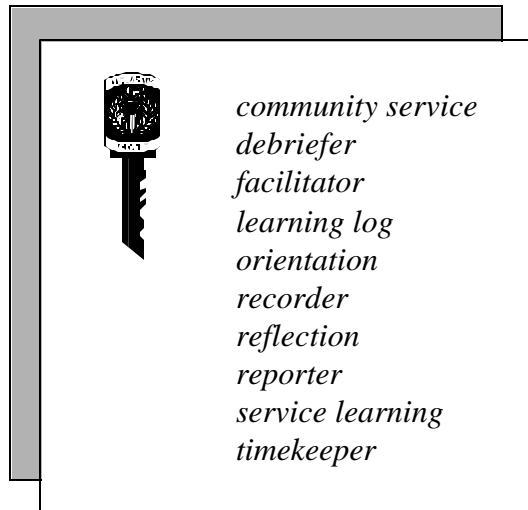 community service
debriefer
facilitator
learning log
orientation
recorder
reflection
reporter
service learning
timekeeper